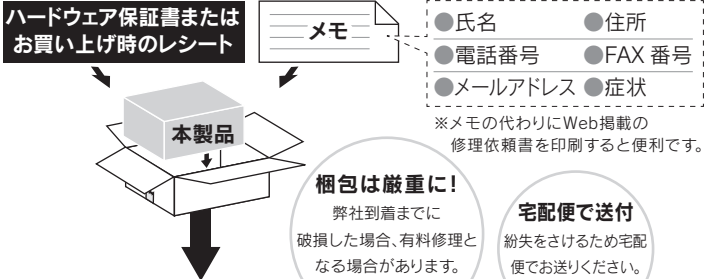 ハードウェア保証書または
お買い上げ時のレシート
メモ
●氏名 ●住所
●電話番号 ●FAX 番号
●メールアドレス ●症状
※メモの代わりにWeb掲載の
修理依頼書を印刷すると便利です。
本製品
梱包は厳重に!
弊社到着までに
破損した場合、有料修理と
なる場合があります。
宅配便で送付
紛失をさけるため宅配
便でお送りください。